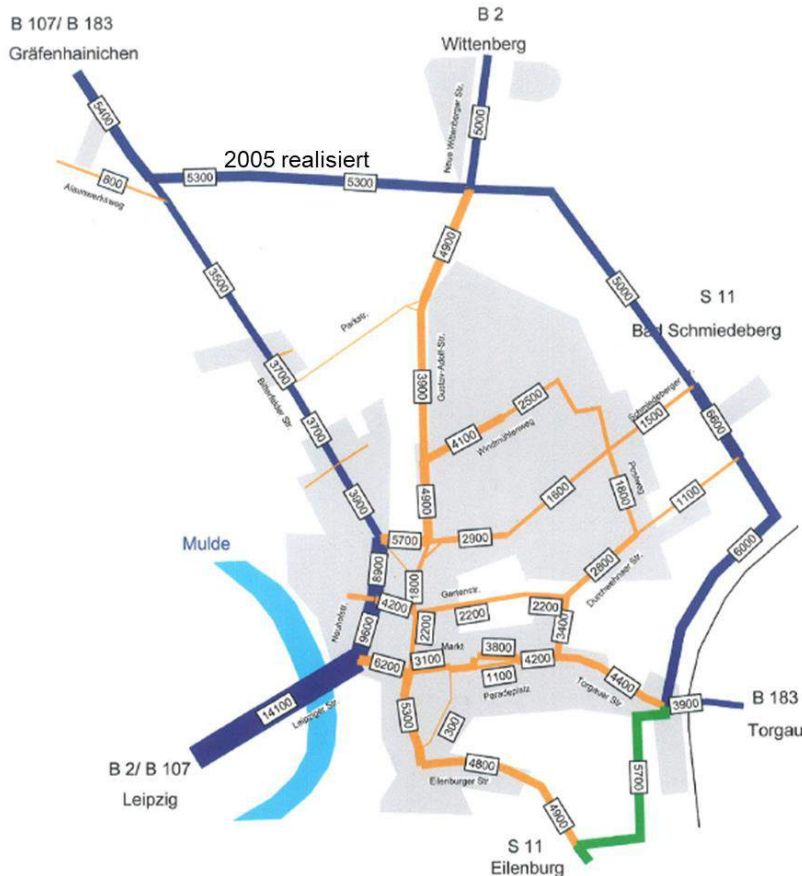 B 107/ B 183
Gräfenhainichen
B 2
Wittenberg
5400
Neue Wittenberger Str.
5000
2005 realisiert
800
5300
5300
Alaunwerksweg
4900
3500
5000
S 11
Bad Schmiedeberg
Parkstr.
Gustav-Adolf-Str.
3700
3900
Bitterfelder Str.
3700
2500
Schmiedeberger
1500
6600
4100
Windmühlenweg
Postweg
3900
4900
1600
1800
1100
5700
2900
6000
Mulde
8900
1800
2800
Durchwehnaer Str.
Gartenstr.
4200
2200
2200
2200
Neuhofstr.
9600
3400
Markt
3800
6200
3100
4200
1100
Paradeplatz
4400
Torgauer Str.
14100
Leipziger Str.
5300
300
3900
B 183
Torgau
B 2/ B 107
Leipzig
4800
Eilenburger Str
5700
4900
S 11
Eilenburg